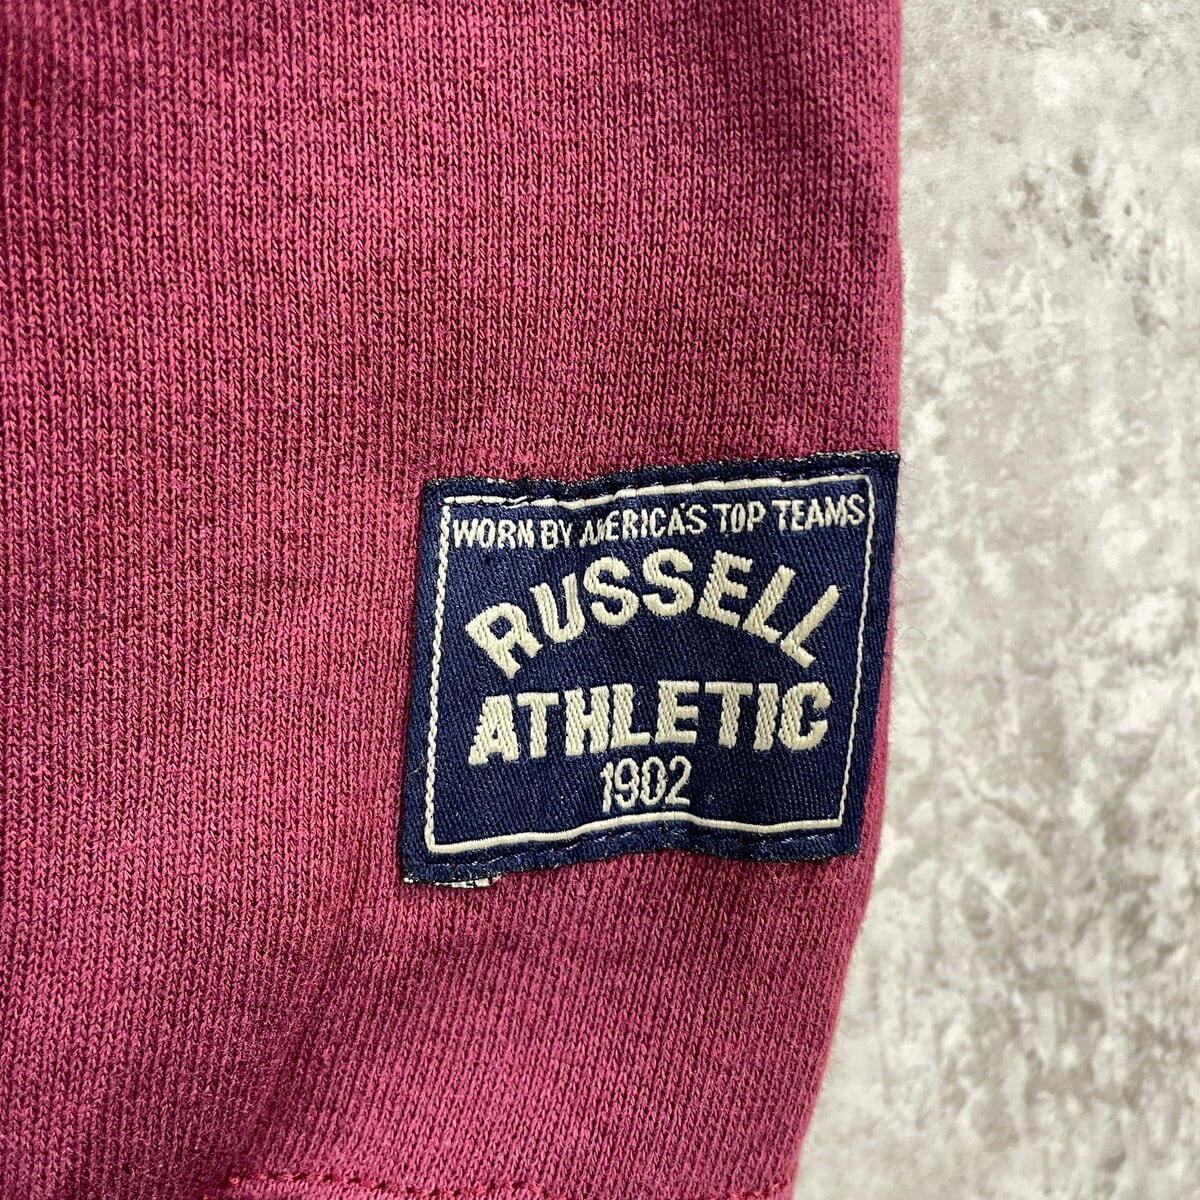 WORN BY AMERICA'S TOP TEAMS
RUSSELL
ATHLETIC
1902